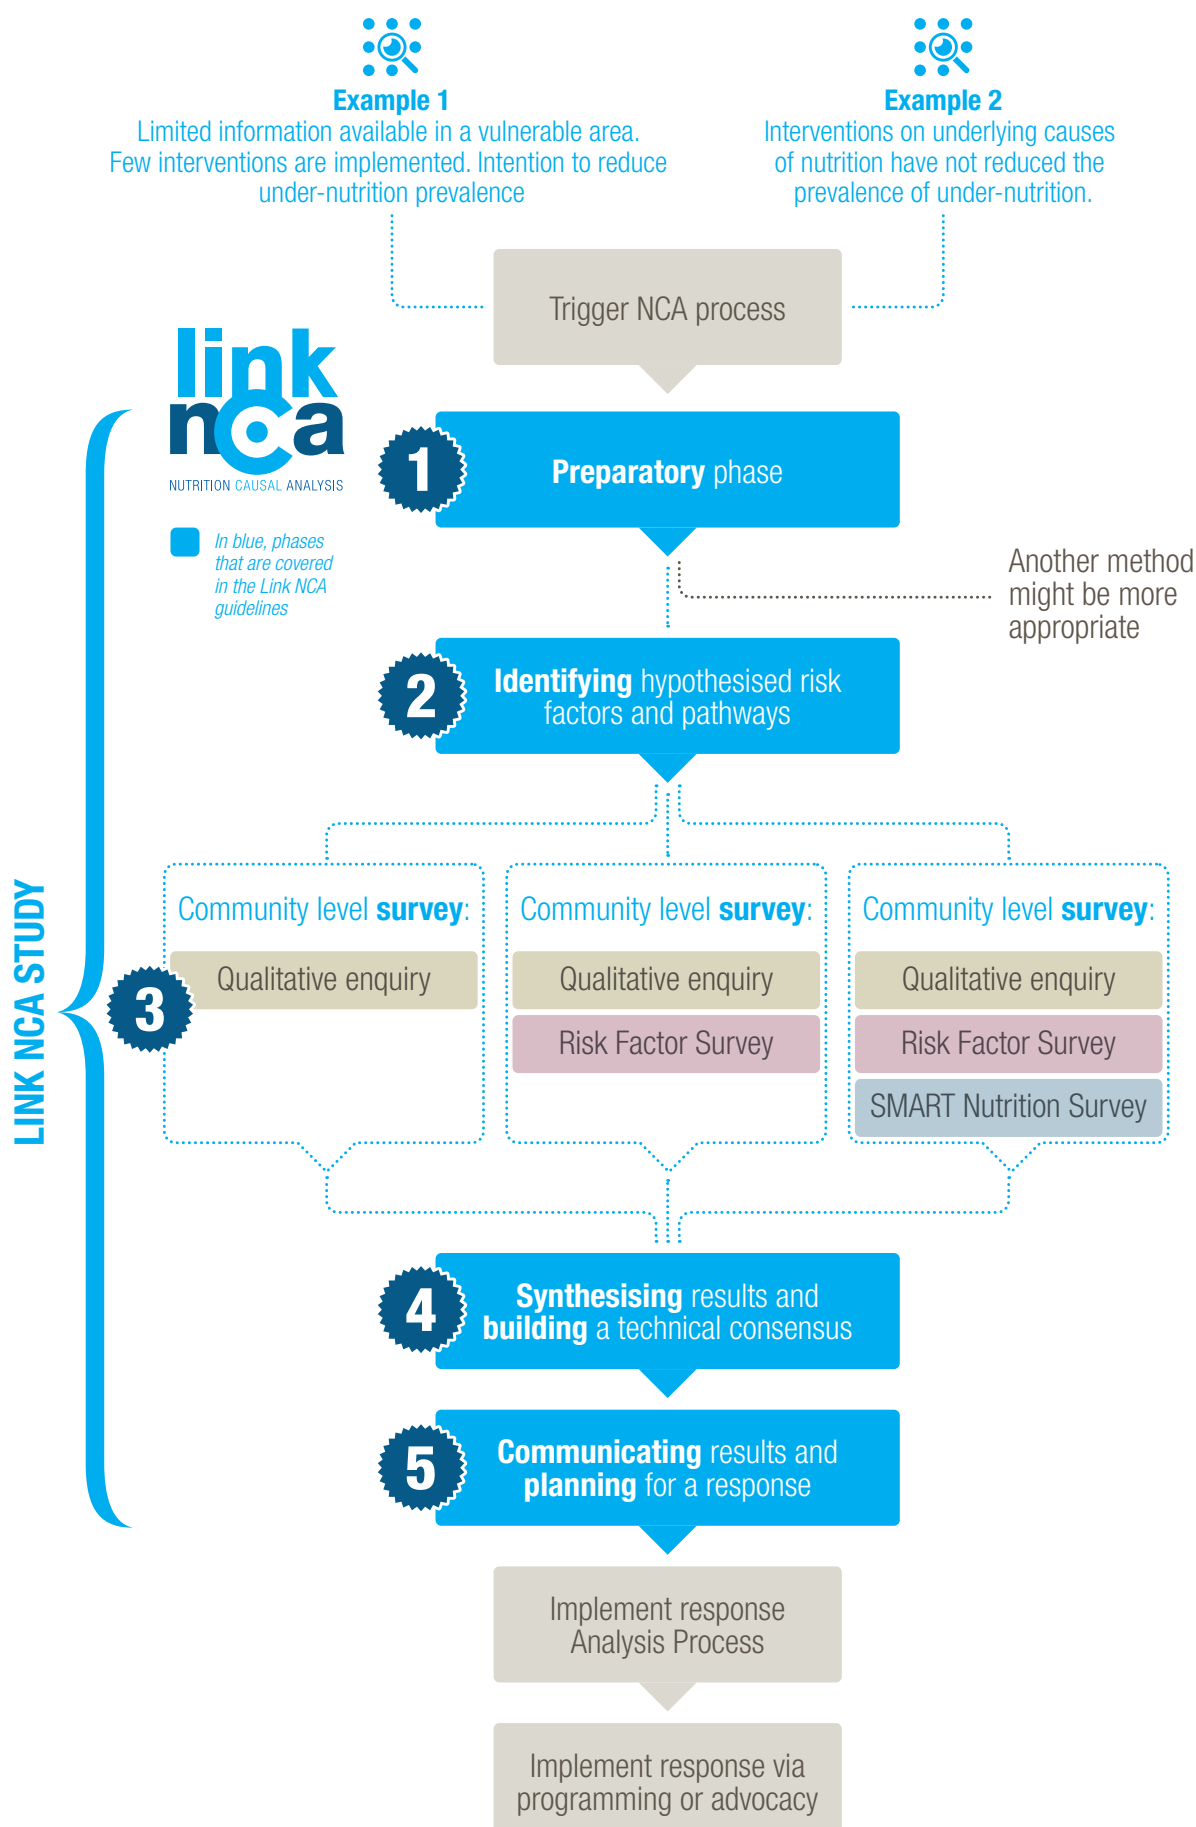 Example 1
Limited information available in a vulnerable area.
Few interventions are implemented. Intention to reduce
under-nutrition prevalence
Example 2
Interventions on underlying causes
of nutrition have not reduced the
prevalence of under-nutrition.
Trigger NCA process
link
nca
NUTRITION CAUSAL ANALYSIS
In blue, phases
that are covered
in the Link NCA
guidelines
LINK NCA STUDY
1
Preparatory phase
Another method
might be more
appropriate
2
Identifying hypothesised risk
factors and pathways
3
Community level survey:
Qualitative enquiry
Community level survey:
Qualitative enquiry
Risk Factor Survey
Community level survey:
Qualitative enquiry
Risk Factor Survey
SMART Nutrition Survey
4
Synthesising results and
building a technical consensus
5
Communicating results and
planning for a response
Implement response
Analysis Process
Implement response via
programming or advocacy